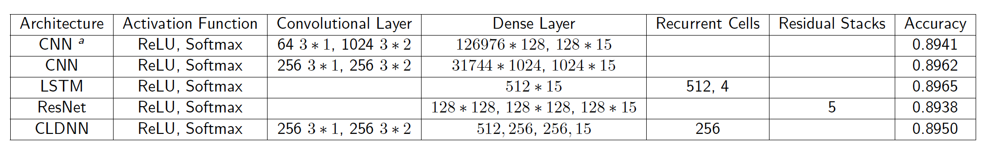 Architecture Activation Function Convolutional Layer Dense Layer Recurrent Cells Residual Stacks Accuracy
CNN a ReLU, Softmax 64 3 ∗ 1, 1024 3 ∗ 2 126976 ∗ 128, 128 ∗ 15 0.8941
CNN ReLU, Softmax 256 3 ∗ 1, 256 3 ∗ 2 31744 ∗ 1024, 1024 ∗ 15 0.8962
LSTM ReLU, Softmax 512 ∗ 15 512, 4 0.8965
ResNet ReLU, Softmax 128 ∗ 128, 128 ∗ 128, 128 ∗ 15 5 0.8938
CLDNN ReLU, Softmax 256 3 ∗ 1, 256 3 ∗ 2 512, 256, 256, 15 256 0.8950